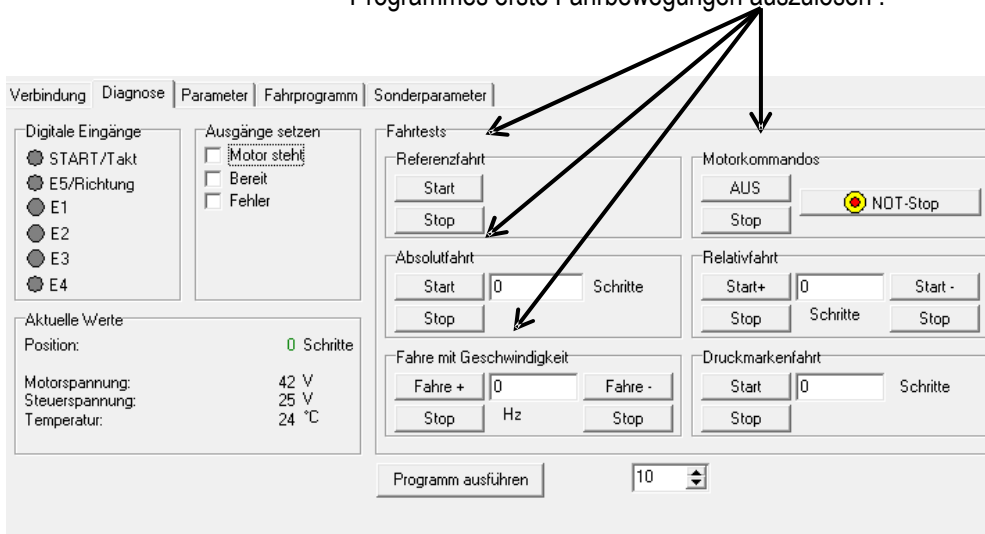 Programmes erste Fahrbewegungen auszulösen .
Verbindung Diagnose Parameter Fahrprogramm Sonderparameter
Digitale Eingänge
START/Takt
E5/Richtung
E1
E2
E3
E4
Ausgänge setzen
Motor steht
Bereit
Fehler
Aktuelle Werte
Position: 0 Schritte
Motorspannung: 42 V
Steuerspannung: 25 V
Temperatur: 24 °C
Fahrtests
Referenzfahrt
Start
Stop
Motorkommandos
AUS
NOT-Stop
Stop
Absolutfahrt
Start 0 Schritte
Stop
Relativfahrt
Start+ 0 Start -
Stop Schritte Stop
Fahre mit Geschwindigkeit
Fahre + 0 Fahre -
Stop Hz Stop
Druckmarkenfahrt
Start 0 Schritte
Stop
Programm ausführen 10